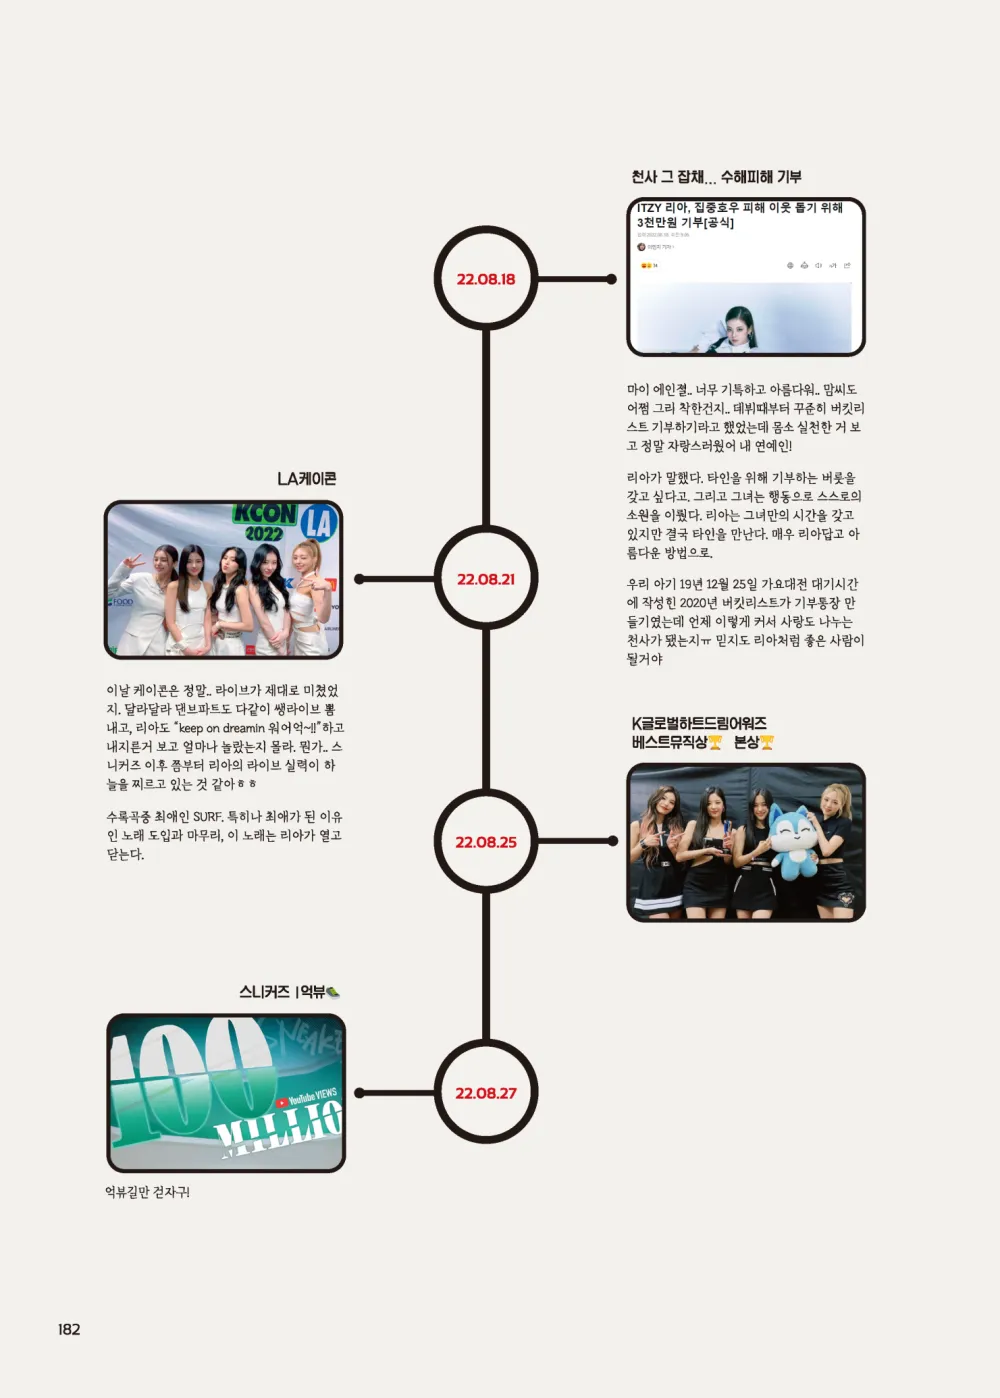 천사 그 잡채... 수해피해 기부
ITZY 리아, 집중호우 피해 이웃 돕기 위해
3천만원 기부[공식]
22.08.18
마이 에인졀.. 너무 기특하고 아름다워.. 맘씨도
어쩜 그리 착한건지.. 데뷔때부터 꾸준히 버킷리
스트 기부하기라고 했었는데 몸소 실천한 거 보
고 정말 자랑스러웠어 내 연예인!
리아가 말했다. 타인을 위해 기부하는 버릇을
갖고 싶다고. 그리고 그녀는 행동으로 스스로의
소원을 이뤘다. 리아는 그녀만의 시간을 갖고
있지만 결국 타인을 만난다. 매우 리아답고 아
름다운 방법으로.
우리 아기 19년 12월 25일 가요대전 대기시간
에 작성힌 2020년 버킷리스트가 기부통장 만
들기였는데 언제 이렇게 커서 사랑도 나누는
천사가 됐는지ㅠ 믿지도 리아처럼 좋은 사람이
될거야
LA케이콘
KCON
2022
LA
FOOD
22.08.21
이날 케이콘은 정말.. 라이브가 제대로 미쳤었
지. 달라달라 댄브파트도 다같이 쌩라이브 뽐
내고, 리아도 “keep on dreamin 워어억~!!”하고
내지른거 보고 얼마나 놀랐는지 몰라. 뭔가.. 스
니커즈 이후 쯤부터 리아의 라이브 실력이 하
늘을 찌르고 있는 것 같아ㅎㅎ
수록곡중 최애인 SURF. 특히나 최애가 된 이유
인 노래 도입과 마무리, 이 노래는 리아가 열고
닫는다.
K글로벌하트드림어워즈
베스트뮤직상🏆 본상🏆
22.08.25
스니커즈 1억뷰
SNEAKE
100
YouTube VIEWS
MILLIO
22.08.27
억뷰길만 걷자구!
182